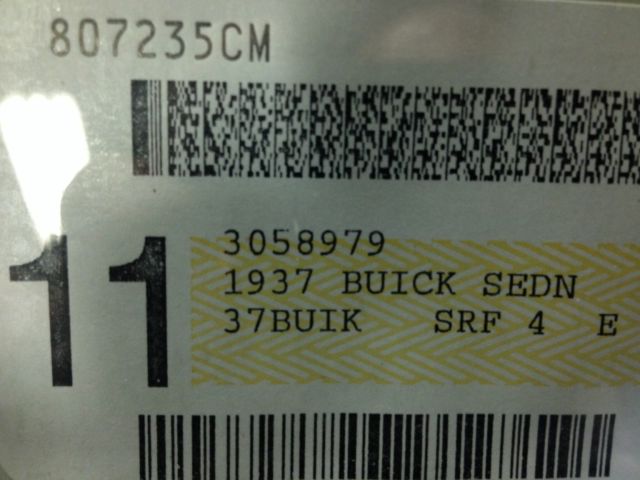 807235CM
11
3058979
1937 BUICK SEDN
37BUIK SRF 4 E